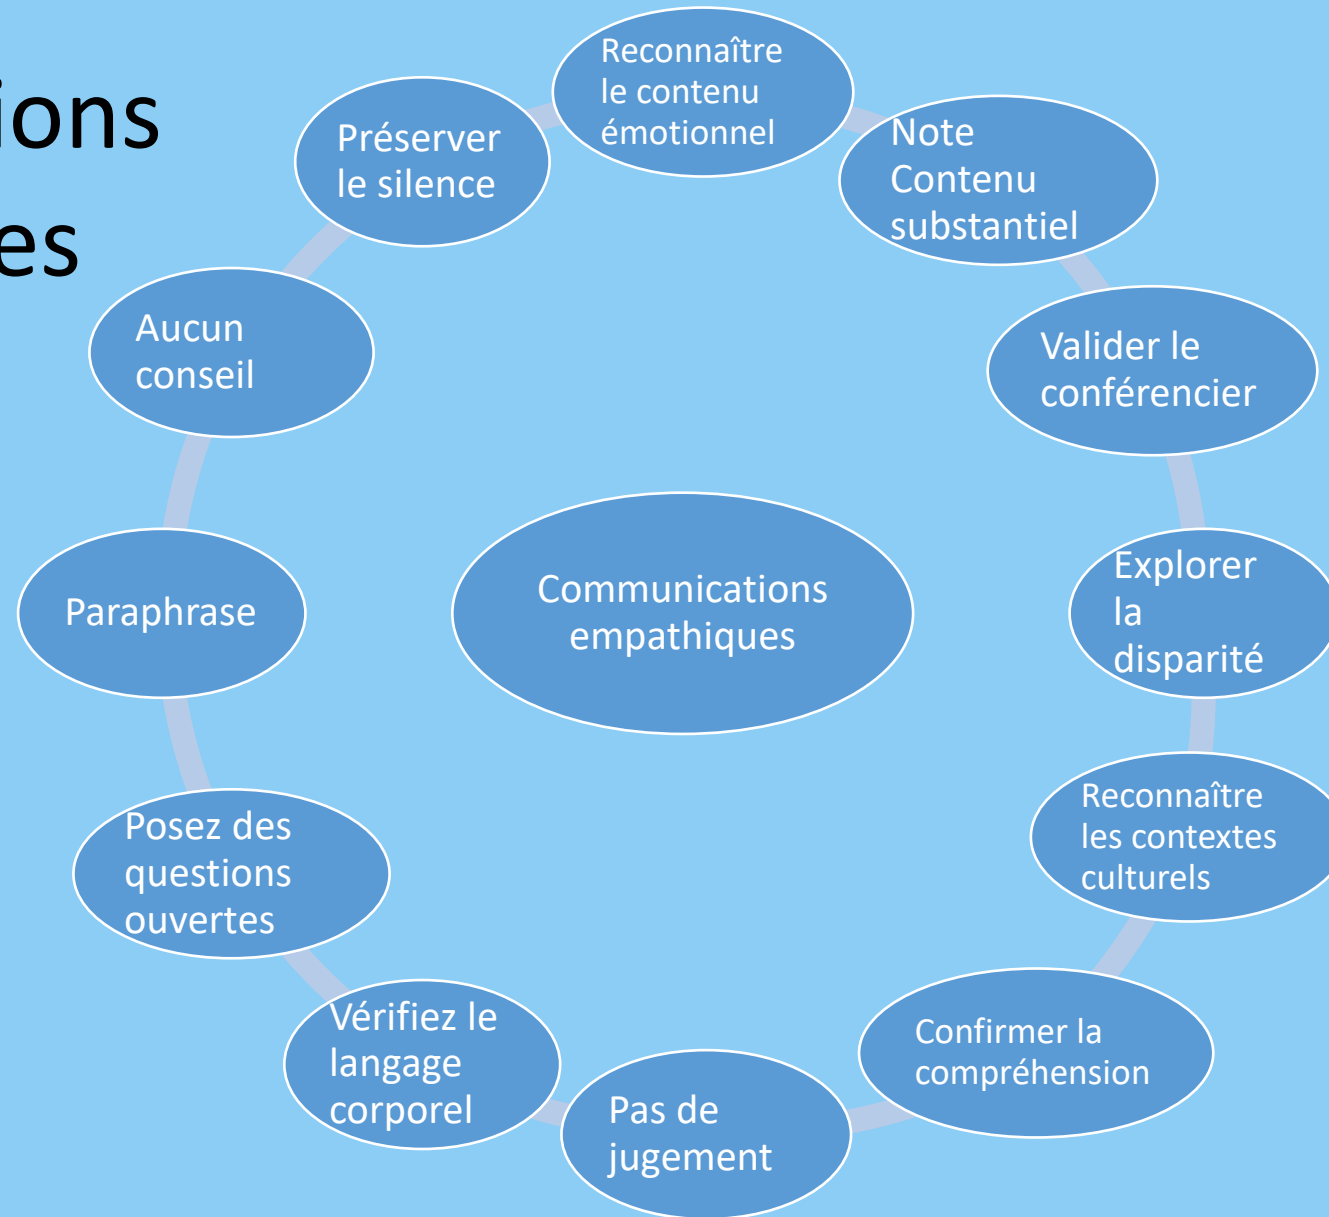 ions
es
Reconnaître
le contenu
émotionnel
Note
Contenu
substantiel
Valider le
conférencier
Explorer
la
disparité
Reconnaître
les contextes
culturels
Confirmer la
compréhension
Pas de
jugement
Vérifiez le
langage
corporel
Posez des
questions
ouvertes
Paraphrase
Aucun
conseil
Préserver
le silence
Communications
empathiques